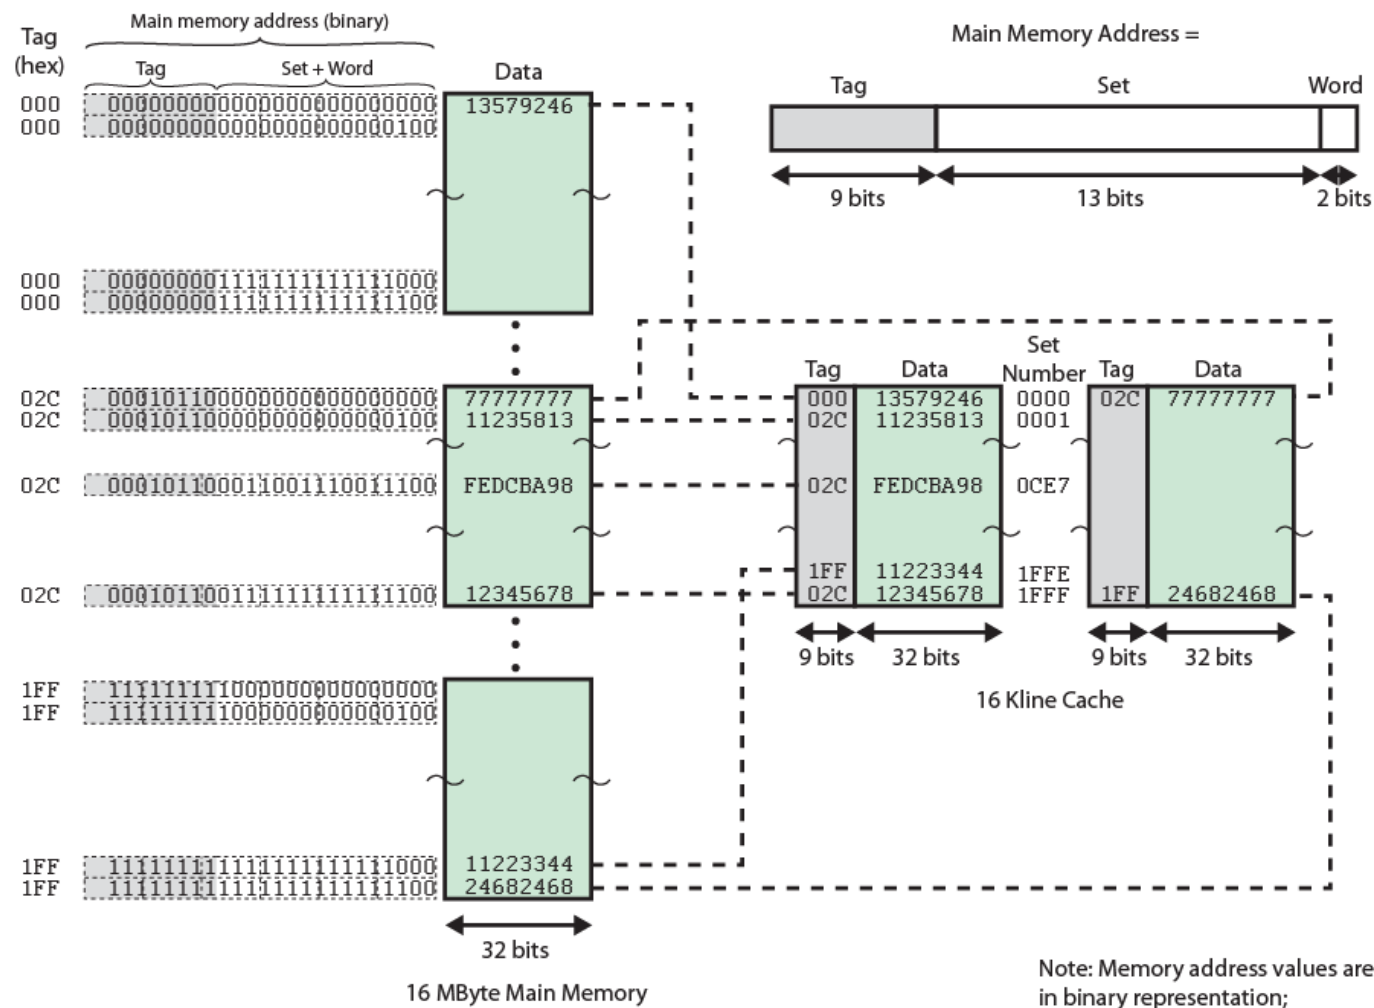 Main memory address (binary)
Tag
(hex)
Tag
Set + Word
Data
000 000000000000000000000000 13579246
000 000000000000000000000100
000 000000001111111111111000
000 000000001111111111111100
02C 000101100000000000000000 77777777
02C 000101100000000000000100 11235813
02C 000101100011001110011100 FEDCBA98
02C 000101100111111111111100 12345678
1FF 111111111000000000000000
1FF 111111111000000000000100
1FF 111111111111111111111000 11223344
1FF 111111111111111111111100 24682468
32 bits
16 MByte Main Memory
Main Memory Address =
Tag Set Word
9 bits 13 bits 2 bits
Set
Tag Data Number Tag Data
000 13579246 0000 02C 77777777
02C 11235813 0001
02C FEDCBA98 0CE7
1FF 11223344 1FFE
02C 12345678 1FFF 1FF 24682468
9 bits 32 bits 9 bits 32 bits
16 Kline Cache
Note: Memory address values are
in binary representation;